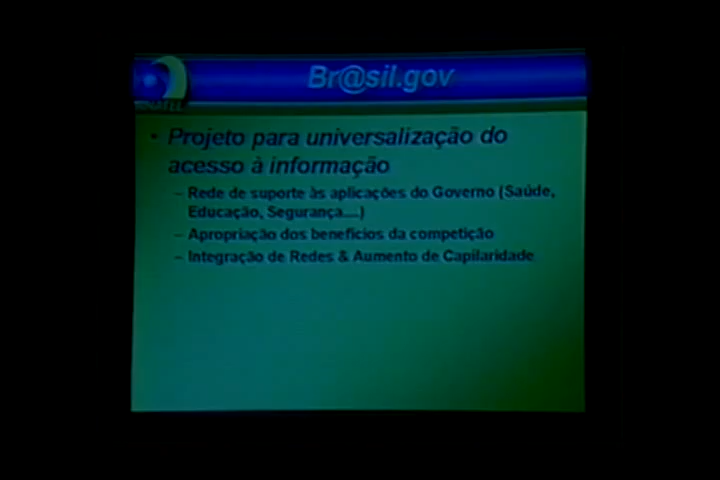 Br@sil.gov
ANATEL
• Projeto para universalização do
acesso à informação
– Rede de suporte às aplicações do Governo (Saúde,
Educação, Segurança....)
– Apropriação dos benefícios da competição
– Integração de Redes & Aumento de Capilaridade